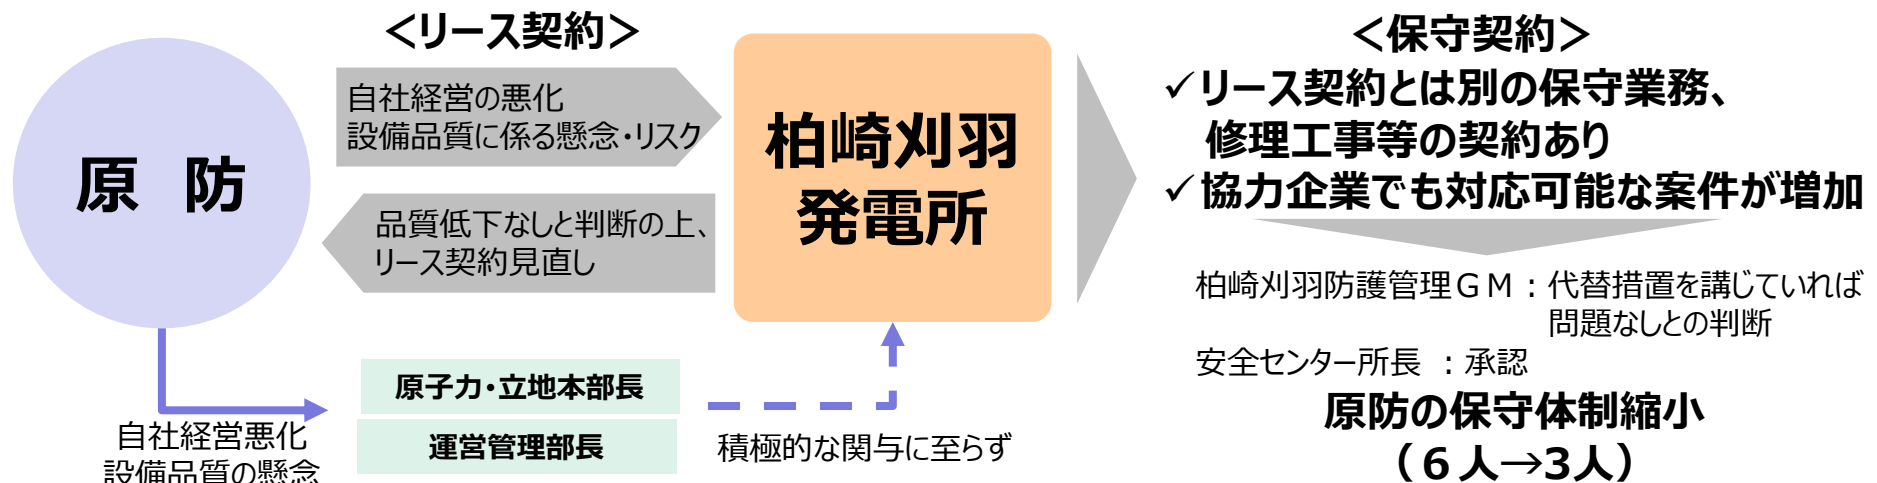 ＜リース契約＞
自社経営の悪化
設備品質に係る懸念・リスク
原 防
品質低下なしと判断の上、
リース契約見直し
柏崎刈羽
発電所
自社経営悪化
設備品質の懸念
原子力・立地本部長
運営管理部長
積極的な関与に至らず
＜保守契約＞
✓リース契約とは別の保守業務、
修理工事等の契約あり
✓協力企業でも対応可能な案件が増加
柏崎刈羽防護管理ＧＭ：代替措置を講じていれば
問題なしとの判断
安全センター所長 ：承認
原防の保守体制縮小
（６人→3人）